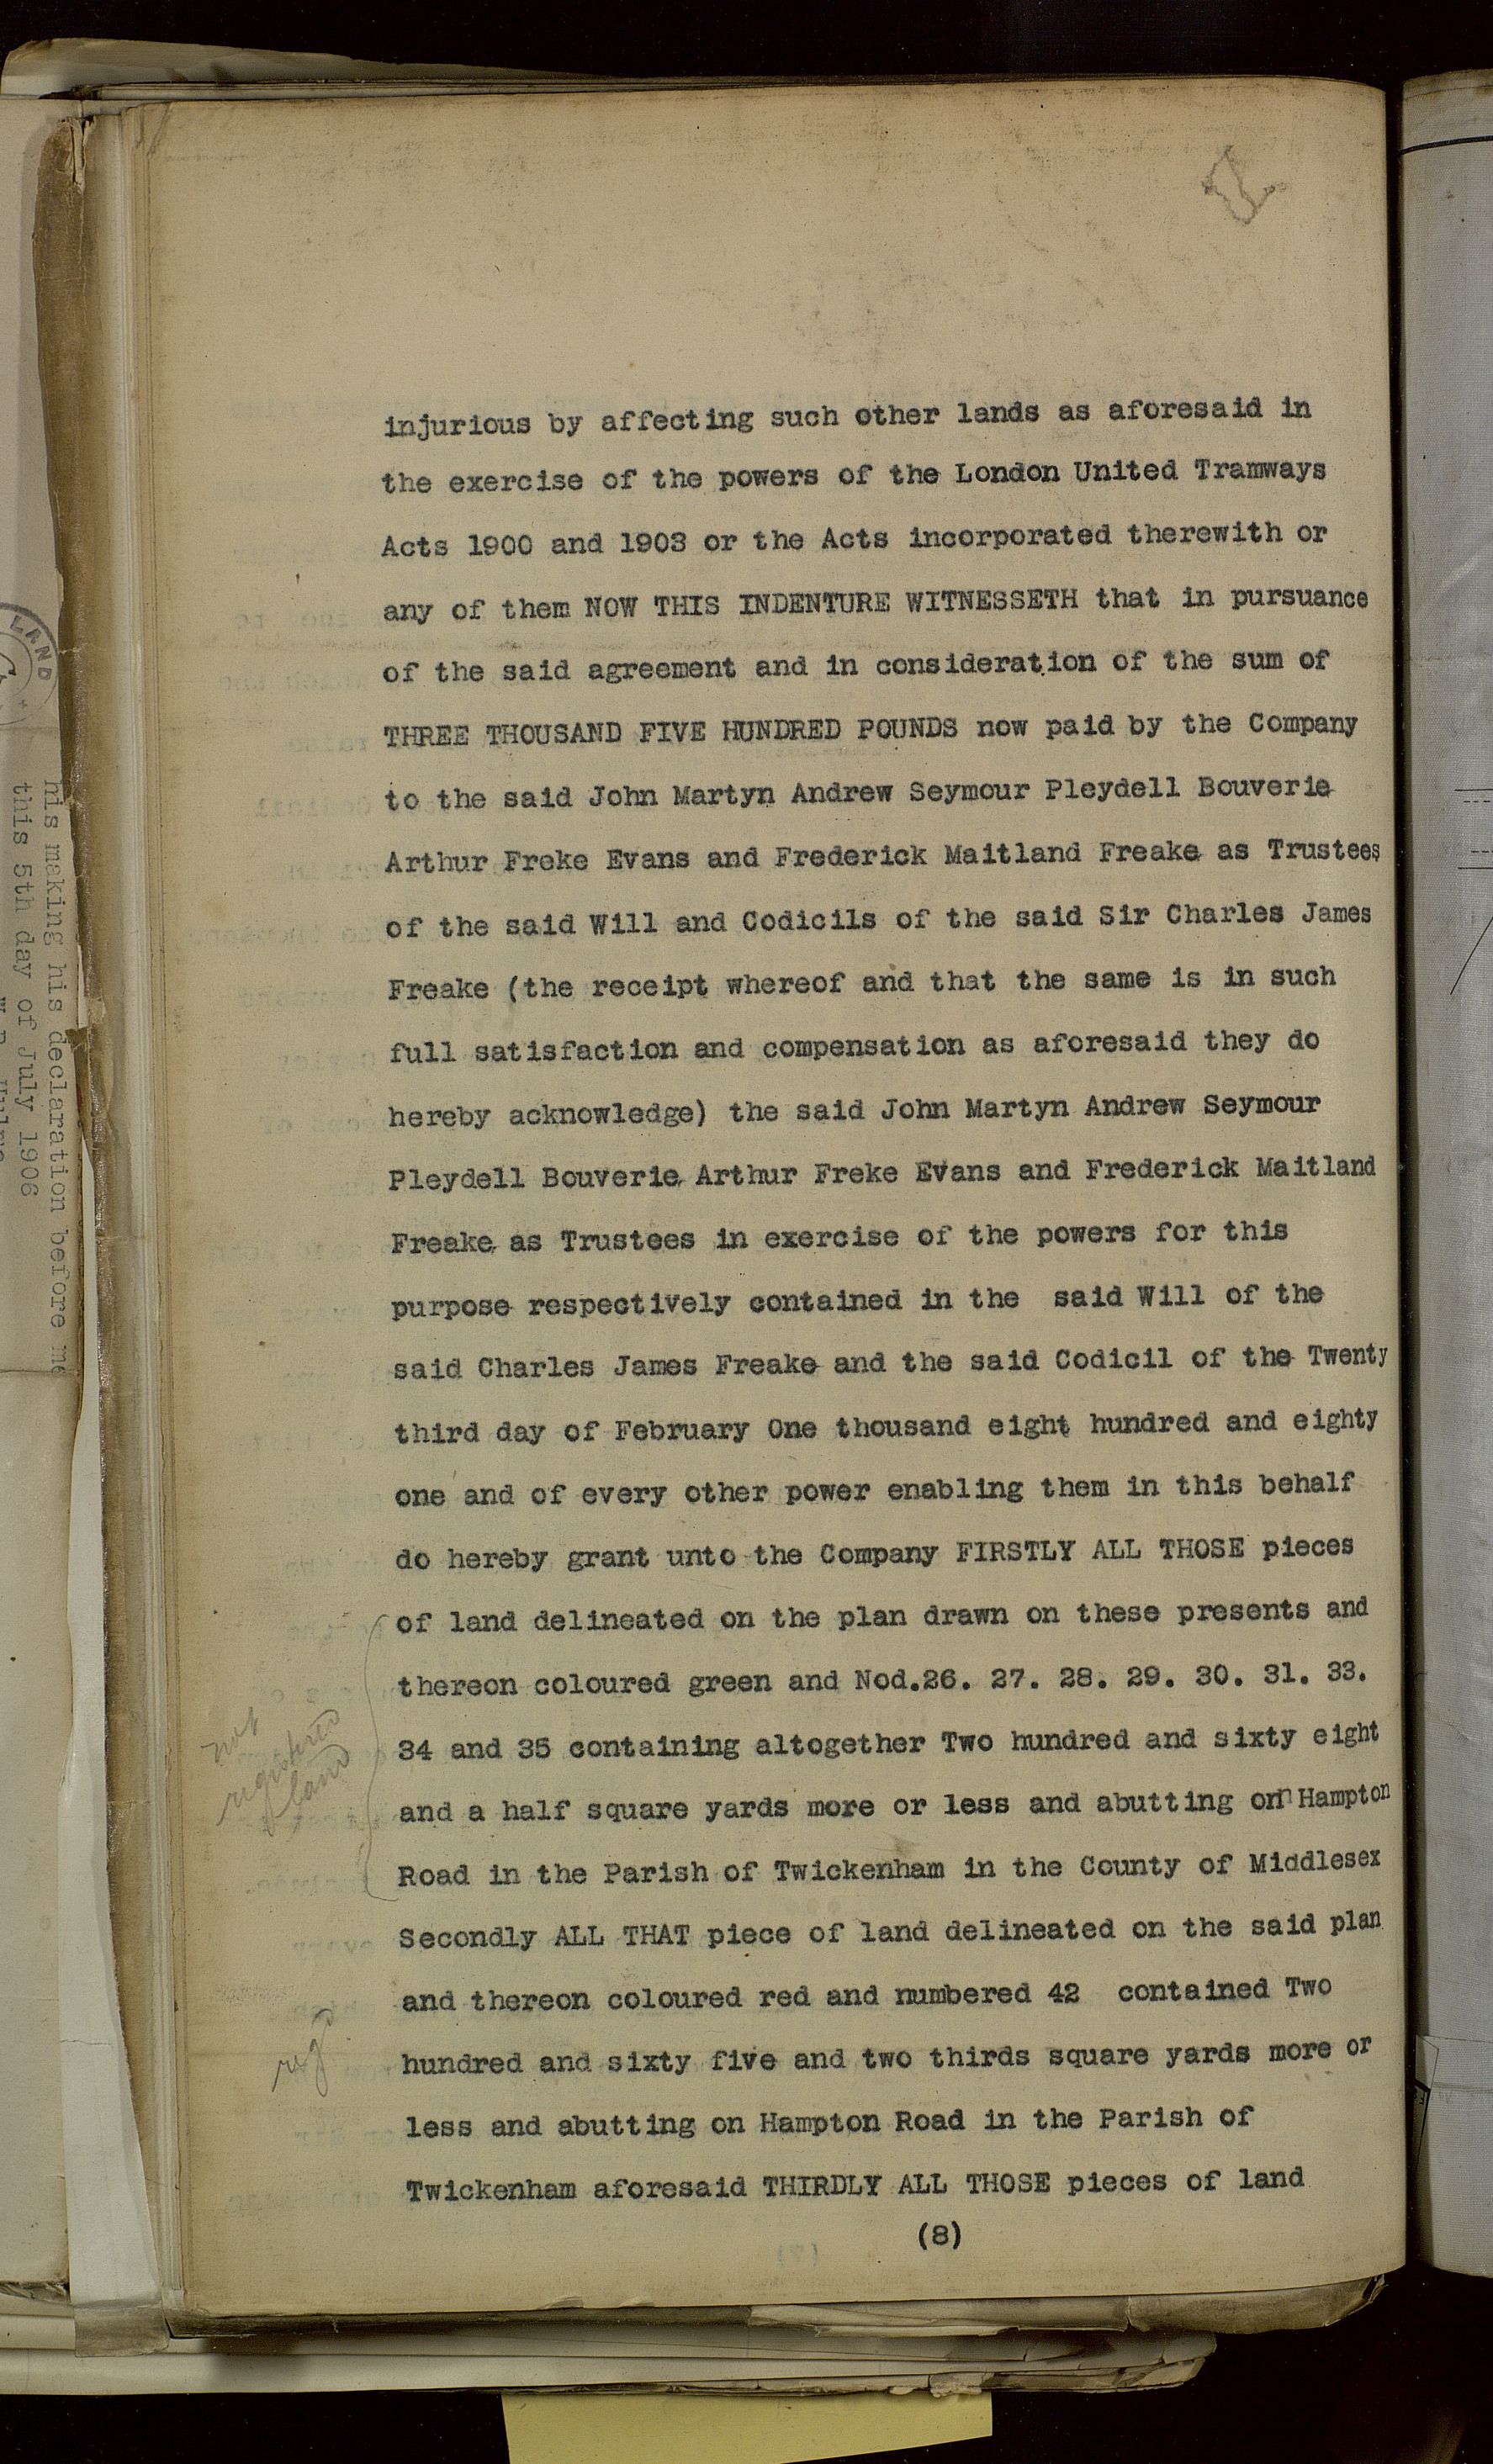 injurious by affecting such other lands as aforesaid in
the exercise of the powers of the London United Tramways
Acts 1900 and 1903 or the Acts incorporated therewith or
any of them NOW THIS INDENTURE WITNESSETH that in pursuance
of the said agreement and in consideration of the sum of
THREE THOUSAND FIVE HUNDRED POUNDS now paid by the Company
to the said John Martyn Andrew Seymour Pleydell Bouverie
Arthur Freke Evans and Frederick Maitland Freake as Trustees
of the said Will and Codicils of the said Sir Charles James
Freake (the receipt whereof and that the same is in such
full satisfaction and compensation as aforesaid they do
hereby acknowledge) the said John Martyn Andrew Seymour
Pleydell Bouverie Arthur Freke Evans and Frederick Maitland
Freake as Trustees in exercise of the powers for this
purpose respectively contained in the said Will of the
said Charles James Freake and the said Codicil of the Twenty
third day of February One thousand eight hundred and eighty
one and of every other power enabling them in this behalf
do hereby grant unto the Company FIRSTLY ALL THOSE pieces
of land delineated on the plan drawn on these presents and
thereon coloured green and Nod.26. 27. 28. 29. 30. 31. 33.
34 and 35 containing altogether Two hundred and sixty eight
and a half square yards more or less and abutting on Hampton
Road in the Parish of Twickenham in the County of Middlesex
Secondly ALL THAT piece of land delineated on the said plan
and thereon coloured red and numbered 42 contained Two
hundred and sixty five and two thirds square yards more or
less and abutting on Hampton Road in the Parish of
Twickenham aforesaid THIRDLY ALL THOSE pieces of land
(8)
not
registered
land
regd
his making his declaration before me
this 5th day of July 1906
LAND